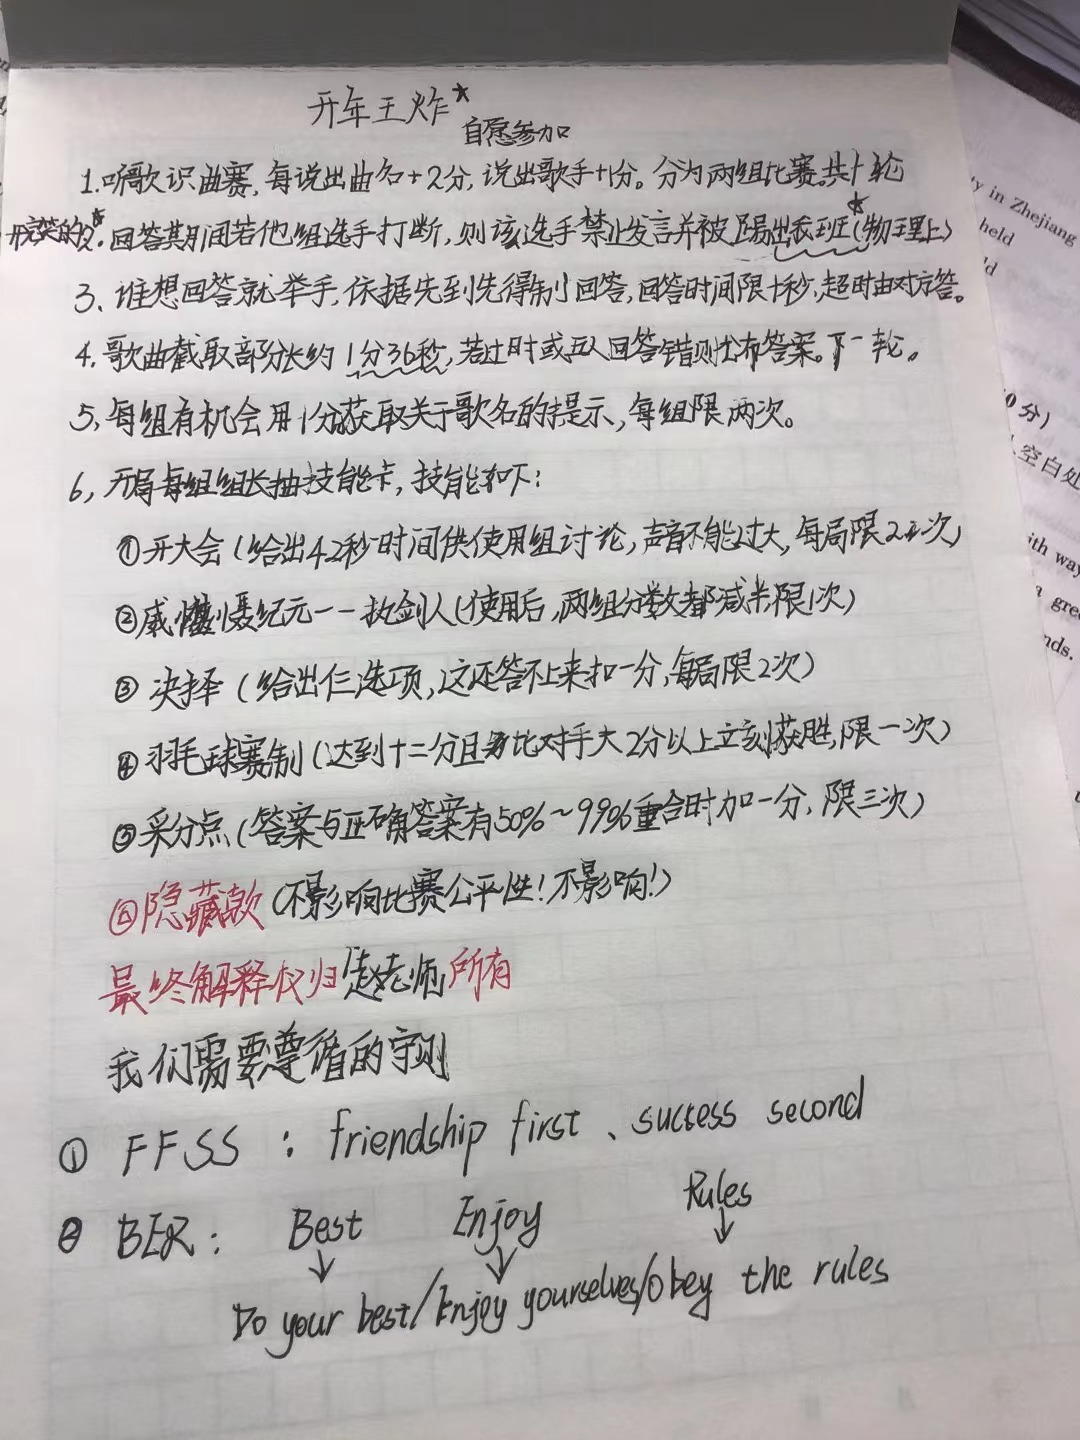 开年王炸★
自愿参加
1.听歌识曲赛,每说出曲名+2分,说出歌手+1分。分为两组比赛。共十轮
开完笑的★
2.回答期间若他组选手打断,则该选手禁止发言并被踢出我班★(物理上)
3、谁想回答就举手,依据先到先得制回答,回答时间限十秒,超时由对方答。
4.歌曲截取部分长约1分36秒,若过时或五人回答错则公布答案。下一轮。
5,每组有机会用1分获取关于歌名的提示,每组限两次。
6,开局每组组长抽技能卡,技能如下:
①开大会(给出42秒时间供使用组讨论,声音不能过大,每局限2次)
②威慑纪元——执剑人(使用后,两组分数都减半,限1次)
③决择(给出仨选项,这还答不上来扣一分,每局限2次)
④羽毛球赛制(达到十二分且比对手大2分以上立刻获胜,限一次)
⑤采分点(答案与正确答案有50%~99%重合时加一分,限三次)
⑥隐藏款(不影响比赛公平性!不影响!)
最终解释权归赵老师所有
我们需要尊循的守则
① FFSS:friendship first、success second
② BER: Best Enjoy Rules
↓ ↓ ↓
Do your best/Enjoy yourselves/Obey the rules
ty in Zhejiang
held
ld
0分)
空白处
ith way
a gre
nds.